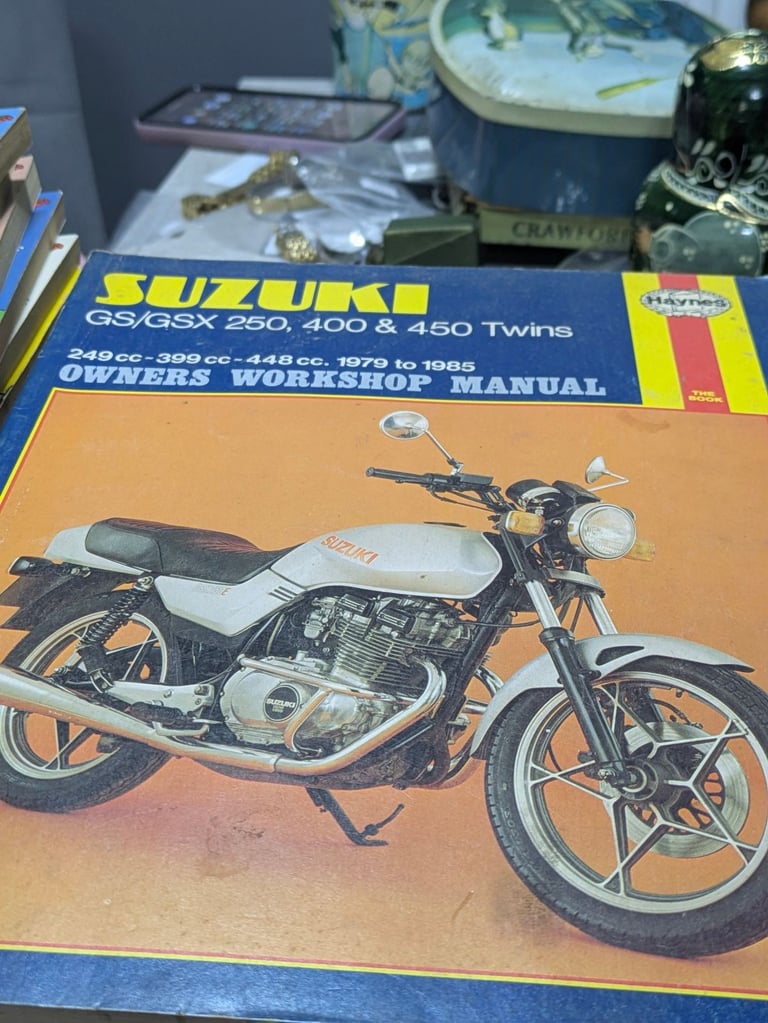 CRAWFOR
SUZUKI
GS/GSX 250, 400 & 450 Twins
249 cc - 399 cc - 448 cc. 1979 to 1985
OWNERS WORKSHOP MANUAL
Haynes
THE
BOOK
SUZUKI
SUZUKI